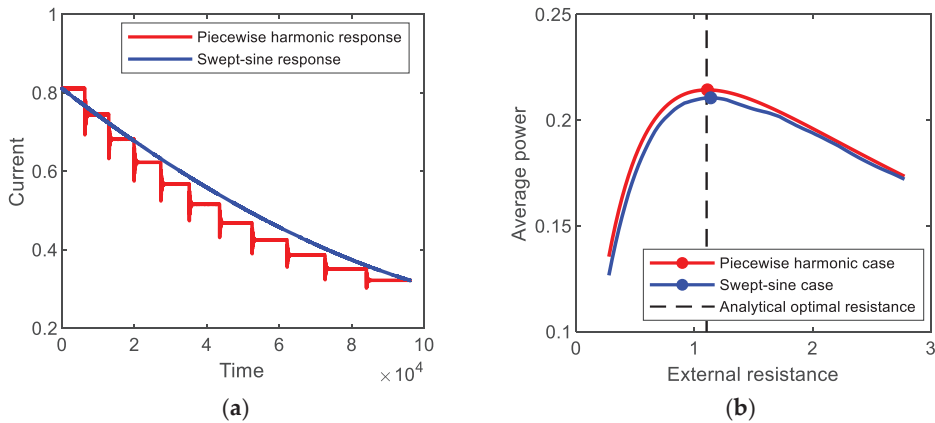 1
Piecewise harmonic response
Swept-sine response
0.8
0.6
0.4
0.2
Current
0 2 4 6 8 10
Time
× 10^4
(a)
0.25
0.2
0.15
0.1
Average power
Piecewise harmonic case
Swept-sine case
Analytical optimal resistance
0 1 2 3
External resistance
(b)